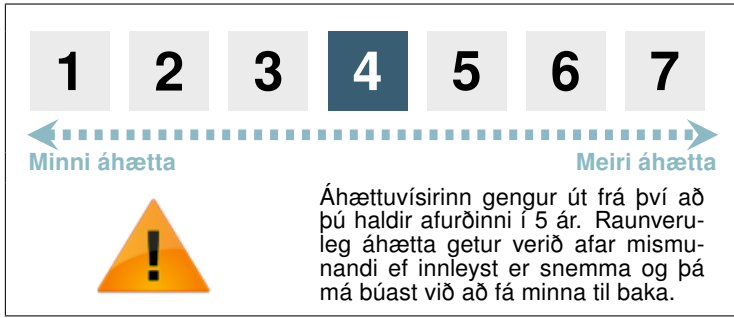 1 2 3 4 5 6 7
Minni áhætta Meiri áhætta
Áhættuvísirinn gengur út frá því að
þú haldir afurðinni í 5 ár. Raunveru-
leg áhætta getur verið afar mismu-
nandi ef innleyst er snemma og þá
má búast við að fá minna til baka.